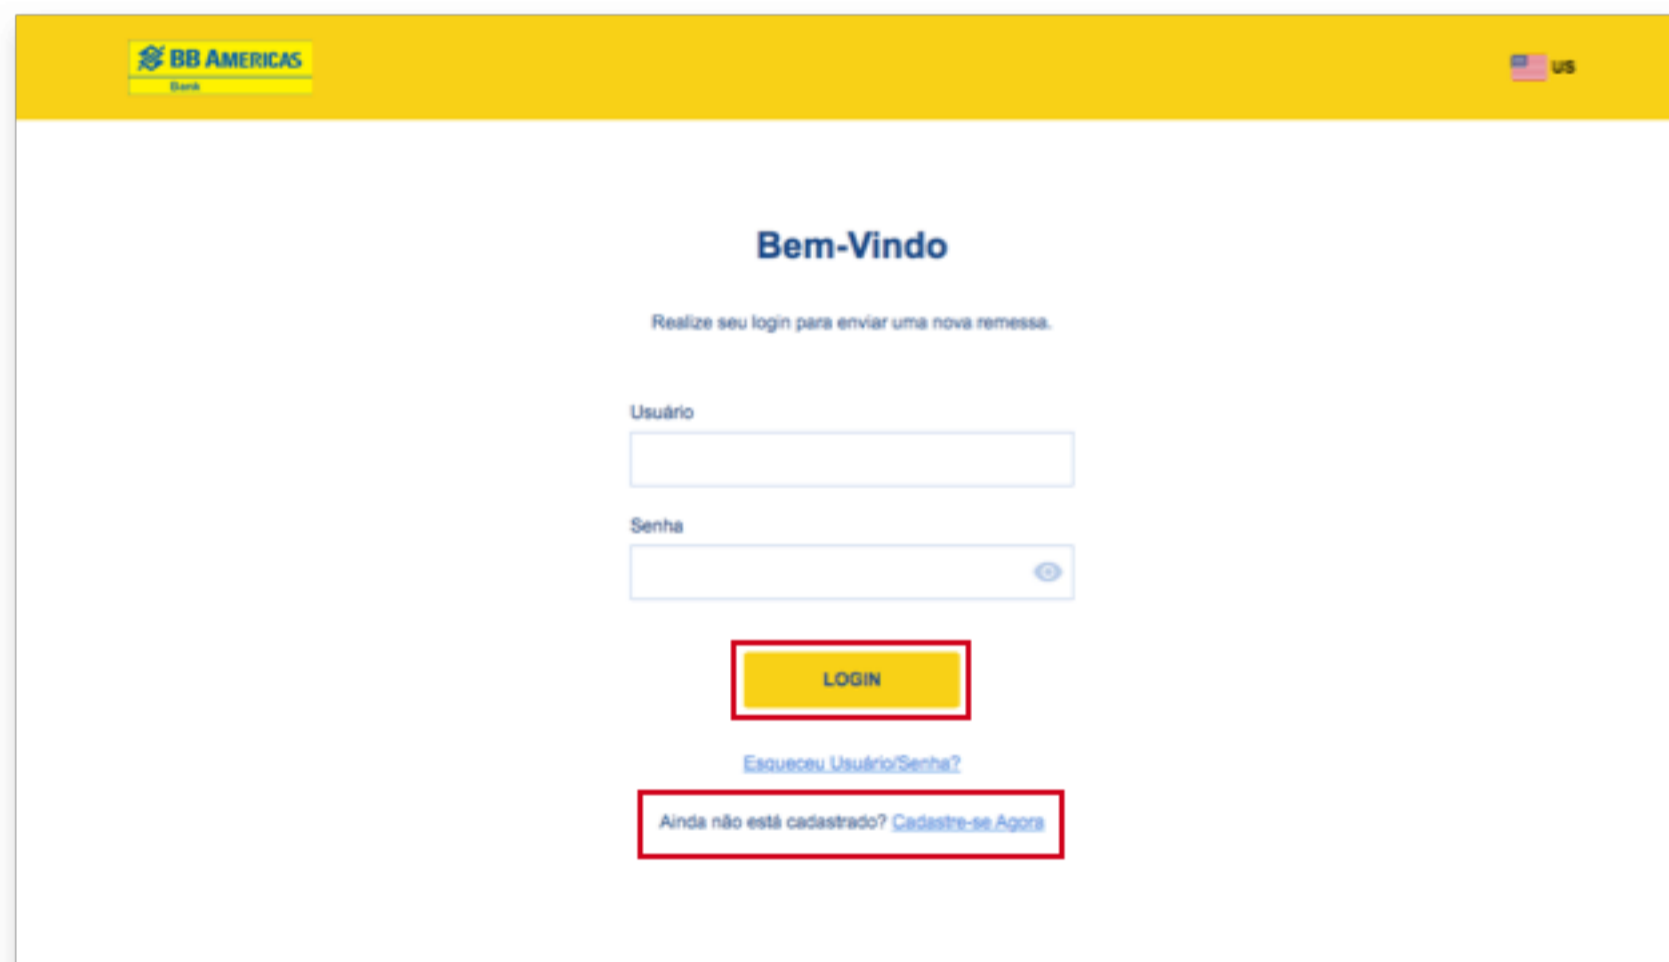 BB AMERICAS
Bank
US
Bem-Vindo
Realize seu login para enviar uma nova remessa.
Usuário
Senha
LOGIN
Esqueceu Usuário/Senha?
Ainda não está cadastrado? Cadastre-se Agora